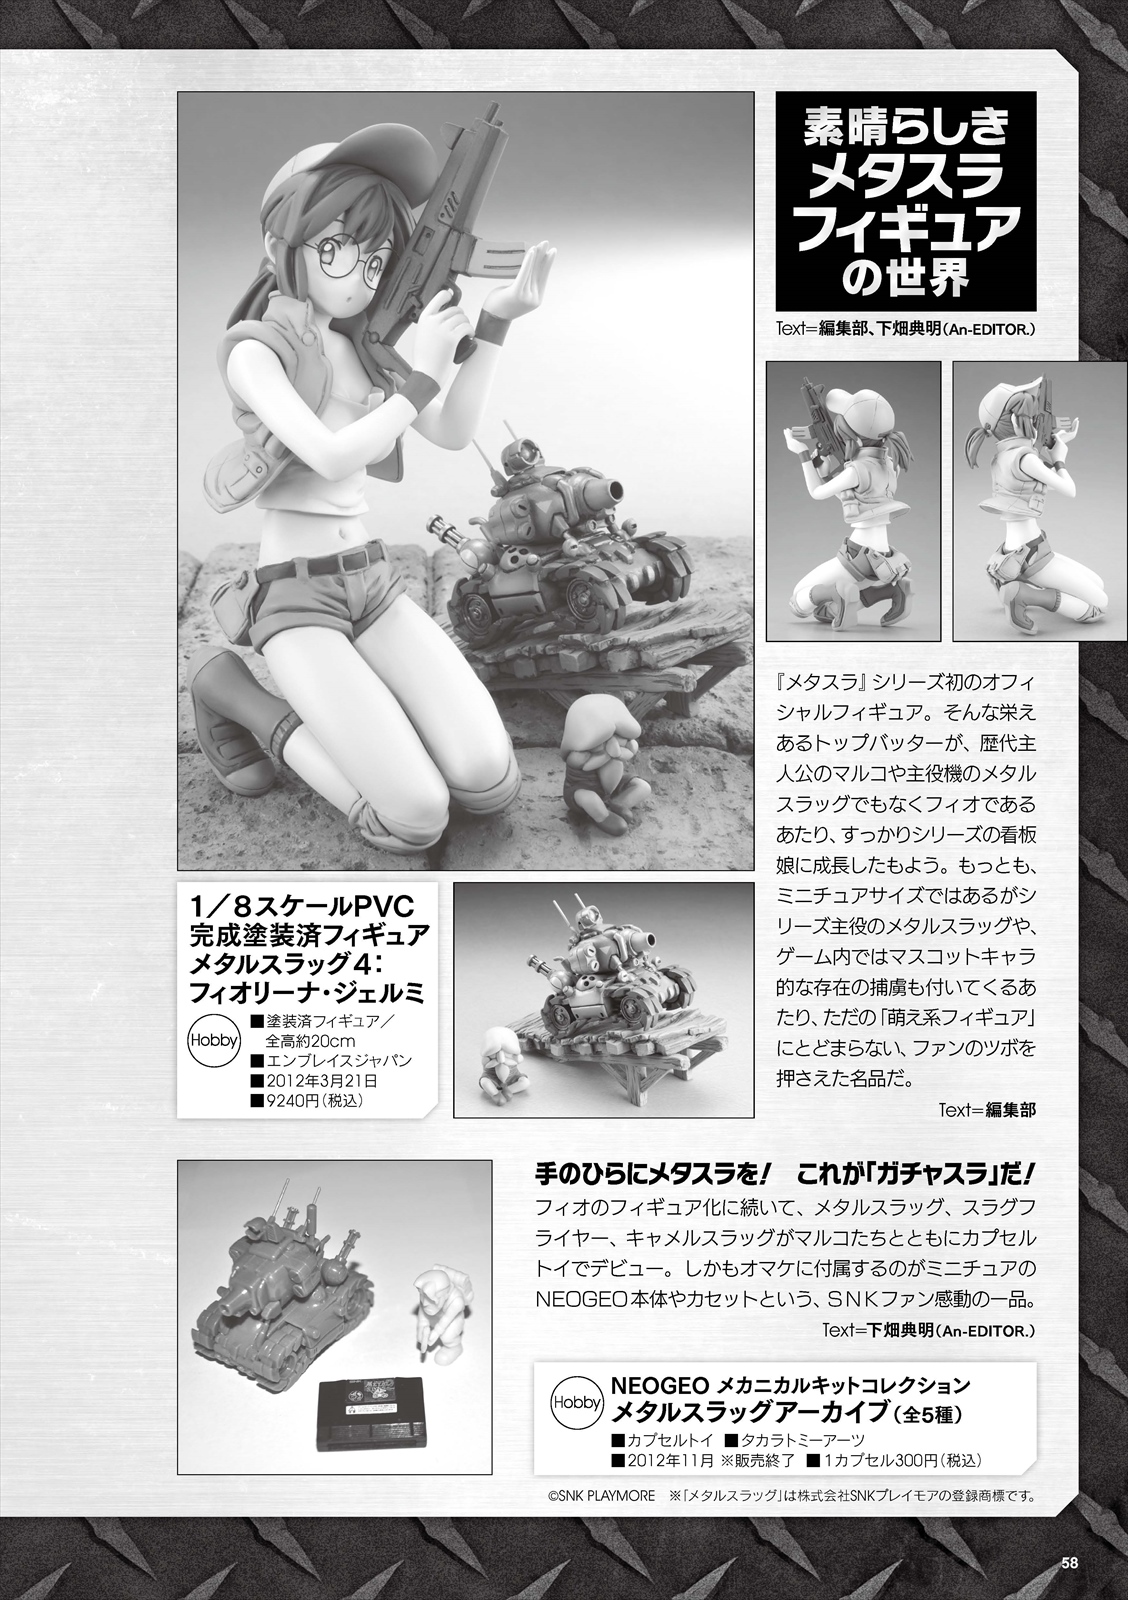 素晴らしき
メタスラ
フィギュア
の世界
Text=編集部、下畑典明(An-EDITOR.)
『メタスラ』シリーズ初のオフィ
シャルフィギュア。そんな栄え
あるトップバッターが、歴代主
人公のマルコや主役機のメタル
スラッグでもなくフィオである
あたり、すっかりシリーズの看板
娘に成長したもよう。もっとも、
ミニチュアサイズではあるがシ
リーズ主役のメタルスラッグや、
ゲーム内ではマスコットキャラ
的な存在の捕虜も付いてくるあ
たり、ただの「萌え系フィギュア」
にとどまらない、ファンのツボを
押さえた名品だ。
Text=編集部
1／8スケールPVC
完成塗装済フィギュア
メタルスラッグ4：
フィオリーナ・ジェルミ
Hobby
■塗装済フィギュア／
全高約20cm
■エンブレイスジャパン
■2012年3月21日
■9240円(税込)
手のひらにメタスラを！　これが「ガチャスラ」だ！
フィオのフィギュア化に続いて、メタルスラッグ、スラグフ
ライヤー、キャメルスラッグがマルコたちとともにカプセル
トイでデビュー。しかもオマケに付属するのがミニチュアの
NEOGEO本体やカセットという、SNKファン感動の一品。
Text=下畑典明(An-EDITOR.)
Hobby
NEOGEO メカニカルキットコレクション
メタルスラッグアーカイブ(全5種)
■カプセルトイ ■タカラトミーアーツ
■2012年11月 ※販売終了 ■1カプセル300円(税込)
©SNK PLAYMORE ※「メタルスラッグ」は株式会社SNKプレイモアの登録商標です。
58